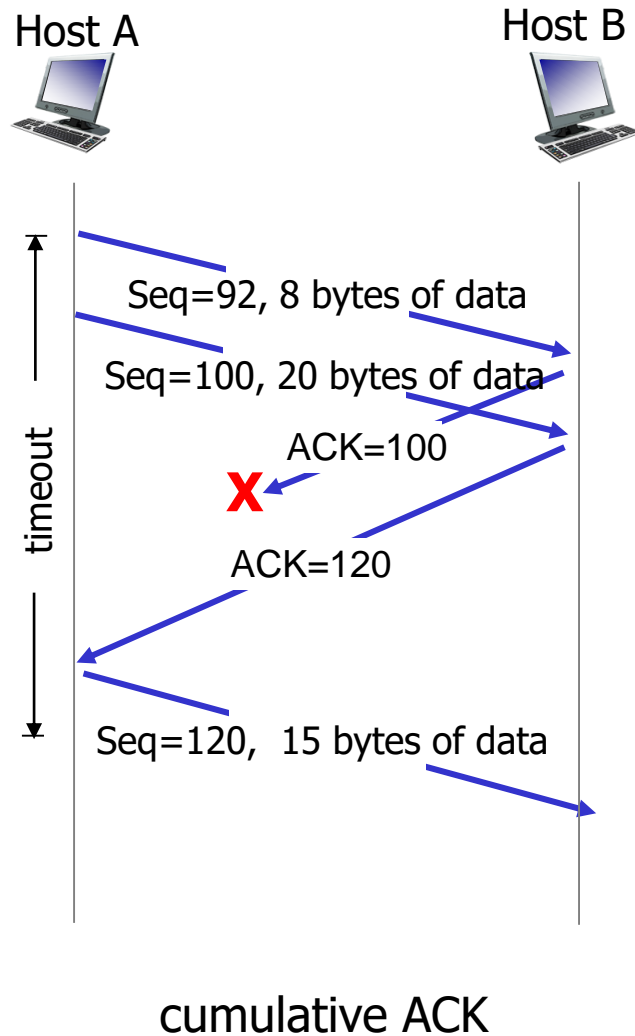 Host A
Host B
Seq=92, 8 bytes of data
Seq=100, 20 bytes of data
ACK=100
X
timeout
ACK=120
Seq=120,  15 bytes of data
cumulative ACK